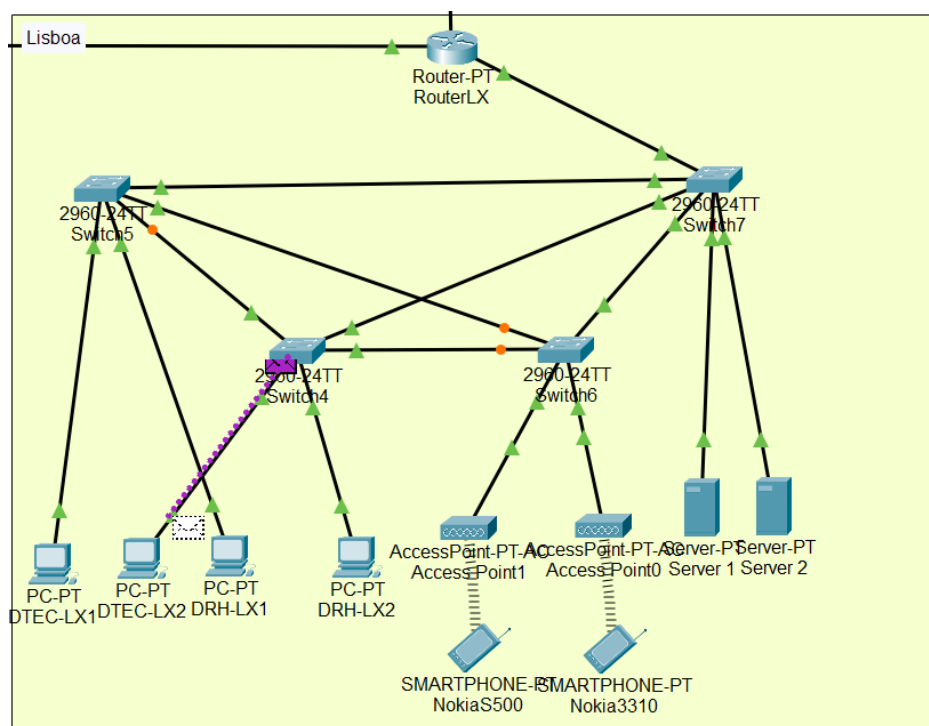 Lisboa
Router-PT
RouterLX
2960-24TT
Switch5
2960-24TT
Switch7
2960-24TT
Switch4
2960-24TT
Switch6
PC-PT
DTEC-LX1
PC-PT
DTEC-LX2
PC-PT
DRH-LX1
PC-PT
DRH-LX2
AccessPoint-PT-AC
Access Point1
AccessPoint-PT-AC
Access Point0
Server-PT
Server 1
Server-PT
Server 2
SMARTPHONE-PT
NokiaS500
SMARTPHONE-PT
Nokia3310